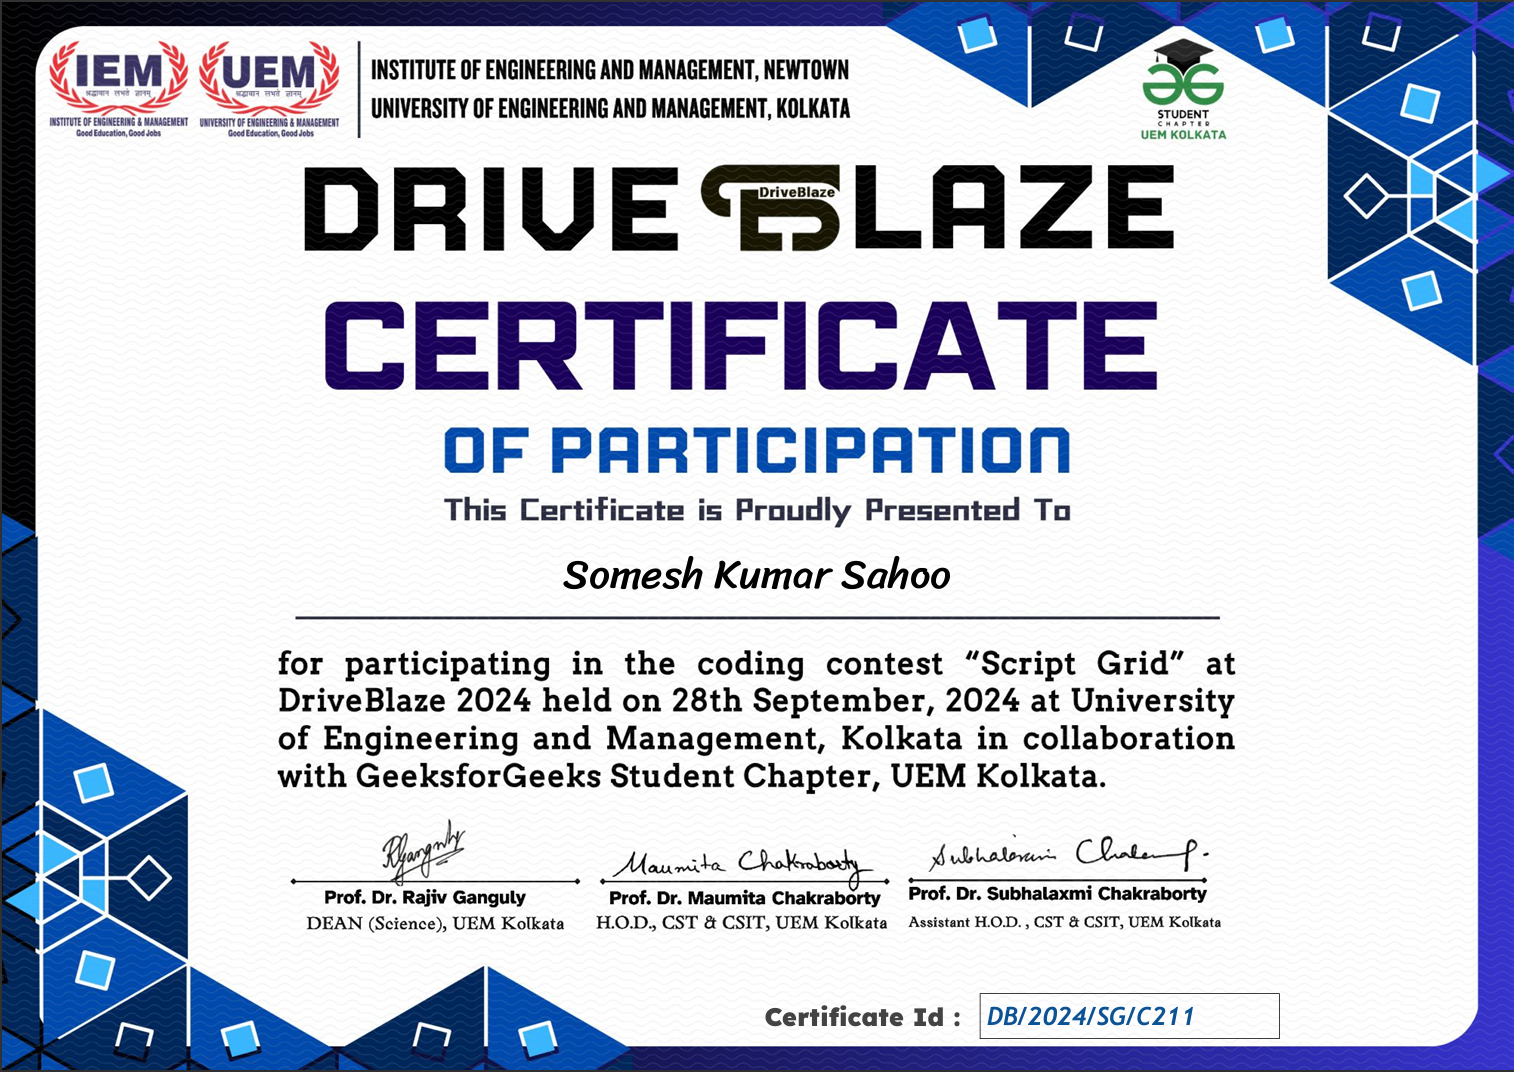 IEM
श्रद्धावान लभते ज्ञानम्
INSTITUTE OF ENGINEERING & MANAGEMENT
Good Education, Good Jobs
UEM
श्रद्धावान लभते ज्ञानम्
UNIVERSITY OF ENGINEERING & MANAGEMENT
Good Education, Good Jobs
INSTITUTE OF ENGINEERING AND MANAGEMENT, NEWTOWN
UNIVERSITY OF ENGINEERING AND MANAGEMENT, KOLKATA
STUDENT
CHAPTER
UEM KOLKATA
DRIVE BLAZE
DriveBlaze
CERTIFICATE
OF PARTICIPATION
This Certificate is Proudly Presented To
Somesh Kumar Sahoo
for participating in the coding contest “Script Grid” at
DriveBlaze 2024 held on 28th September, 2024 at University
of Engineering and Management, Kolkata in collaboration
with GeeksforGeeks Student Chapter, UEM Kolkata.
RGanguly
Maumita Chakraborty
Prof. Dr. Rajiv Ganguly
DEAN (Science), UEM Kolkata
Prof. Dr. Maumita Chakraborty
H.O.D., CST & CSIT, UEM Kolkata
Prof. Dr. Subhalaxmi Chakraborty
Assistant H.O.D. , CST & CSIT, UEM Kolkata
Certificate Id : DB/2024/SG/C211